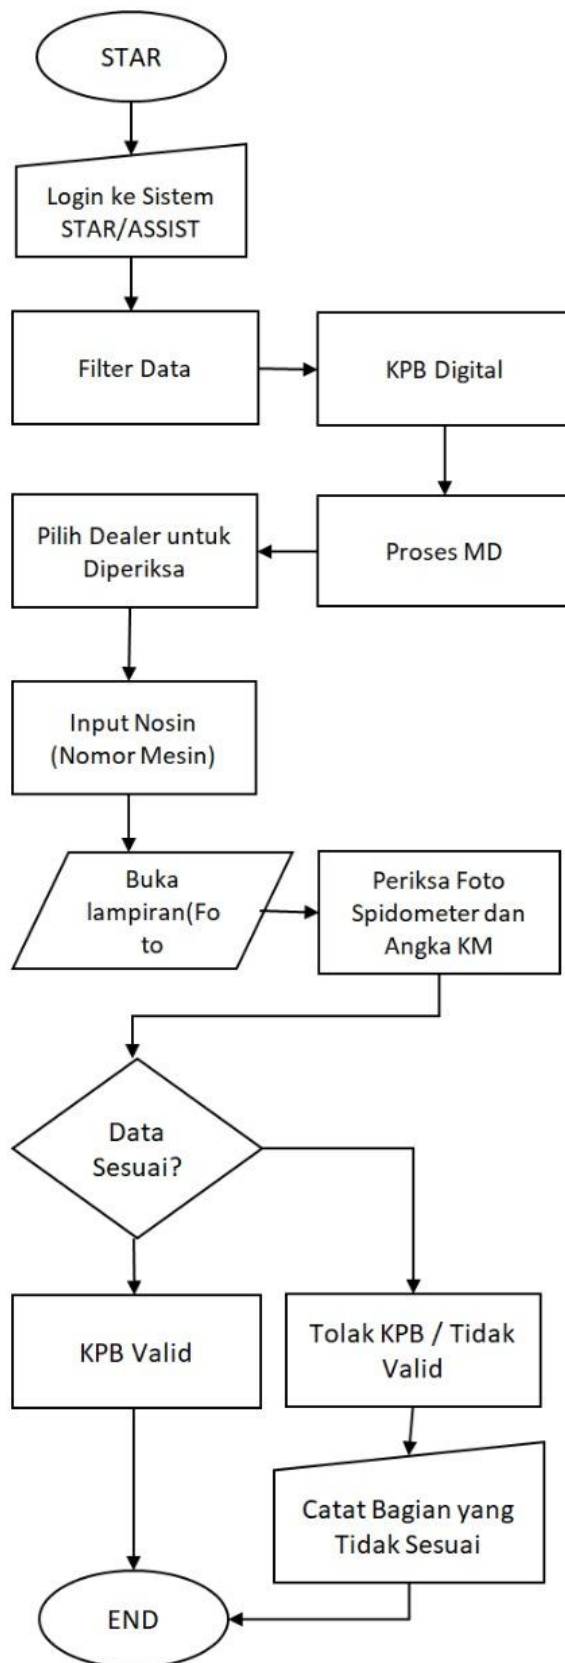 STAR
Login ke Sistem
STAR/ASSIST
Filter Data
KPB Digital
Proses MD
Pilih Dealer untuk
Diperiksa
Input Nosin
(Nomor Mesin)
Buka
lampiran(Fo
to
Periksa Foto
Spidometer dan
Angka KM
Data
Sesuai?
KPB Valid
Tolak KPB / Tidak
Valid
Catat Bagian yang
Tidak Sesuai
END